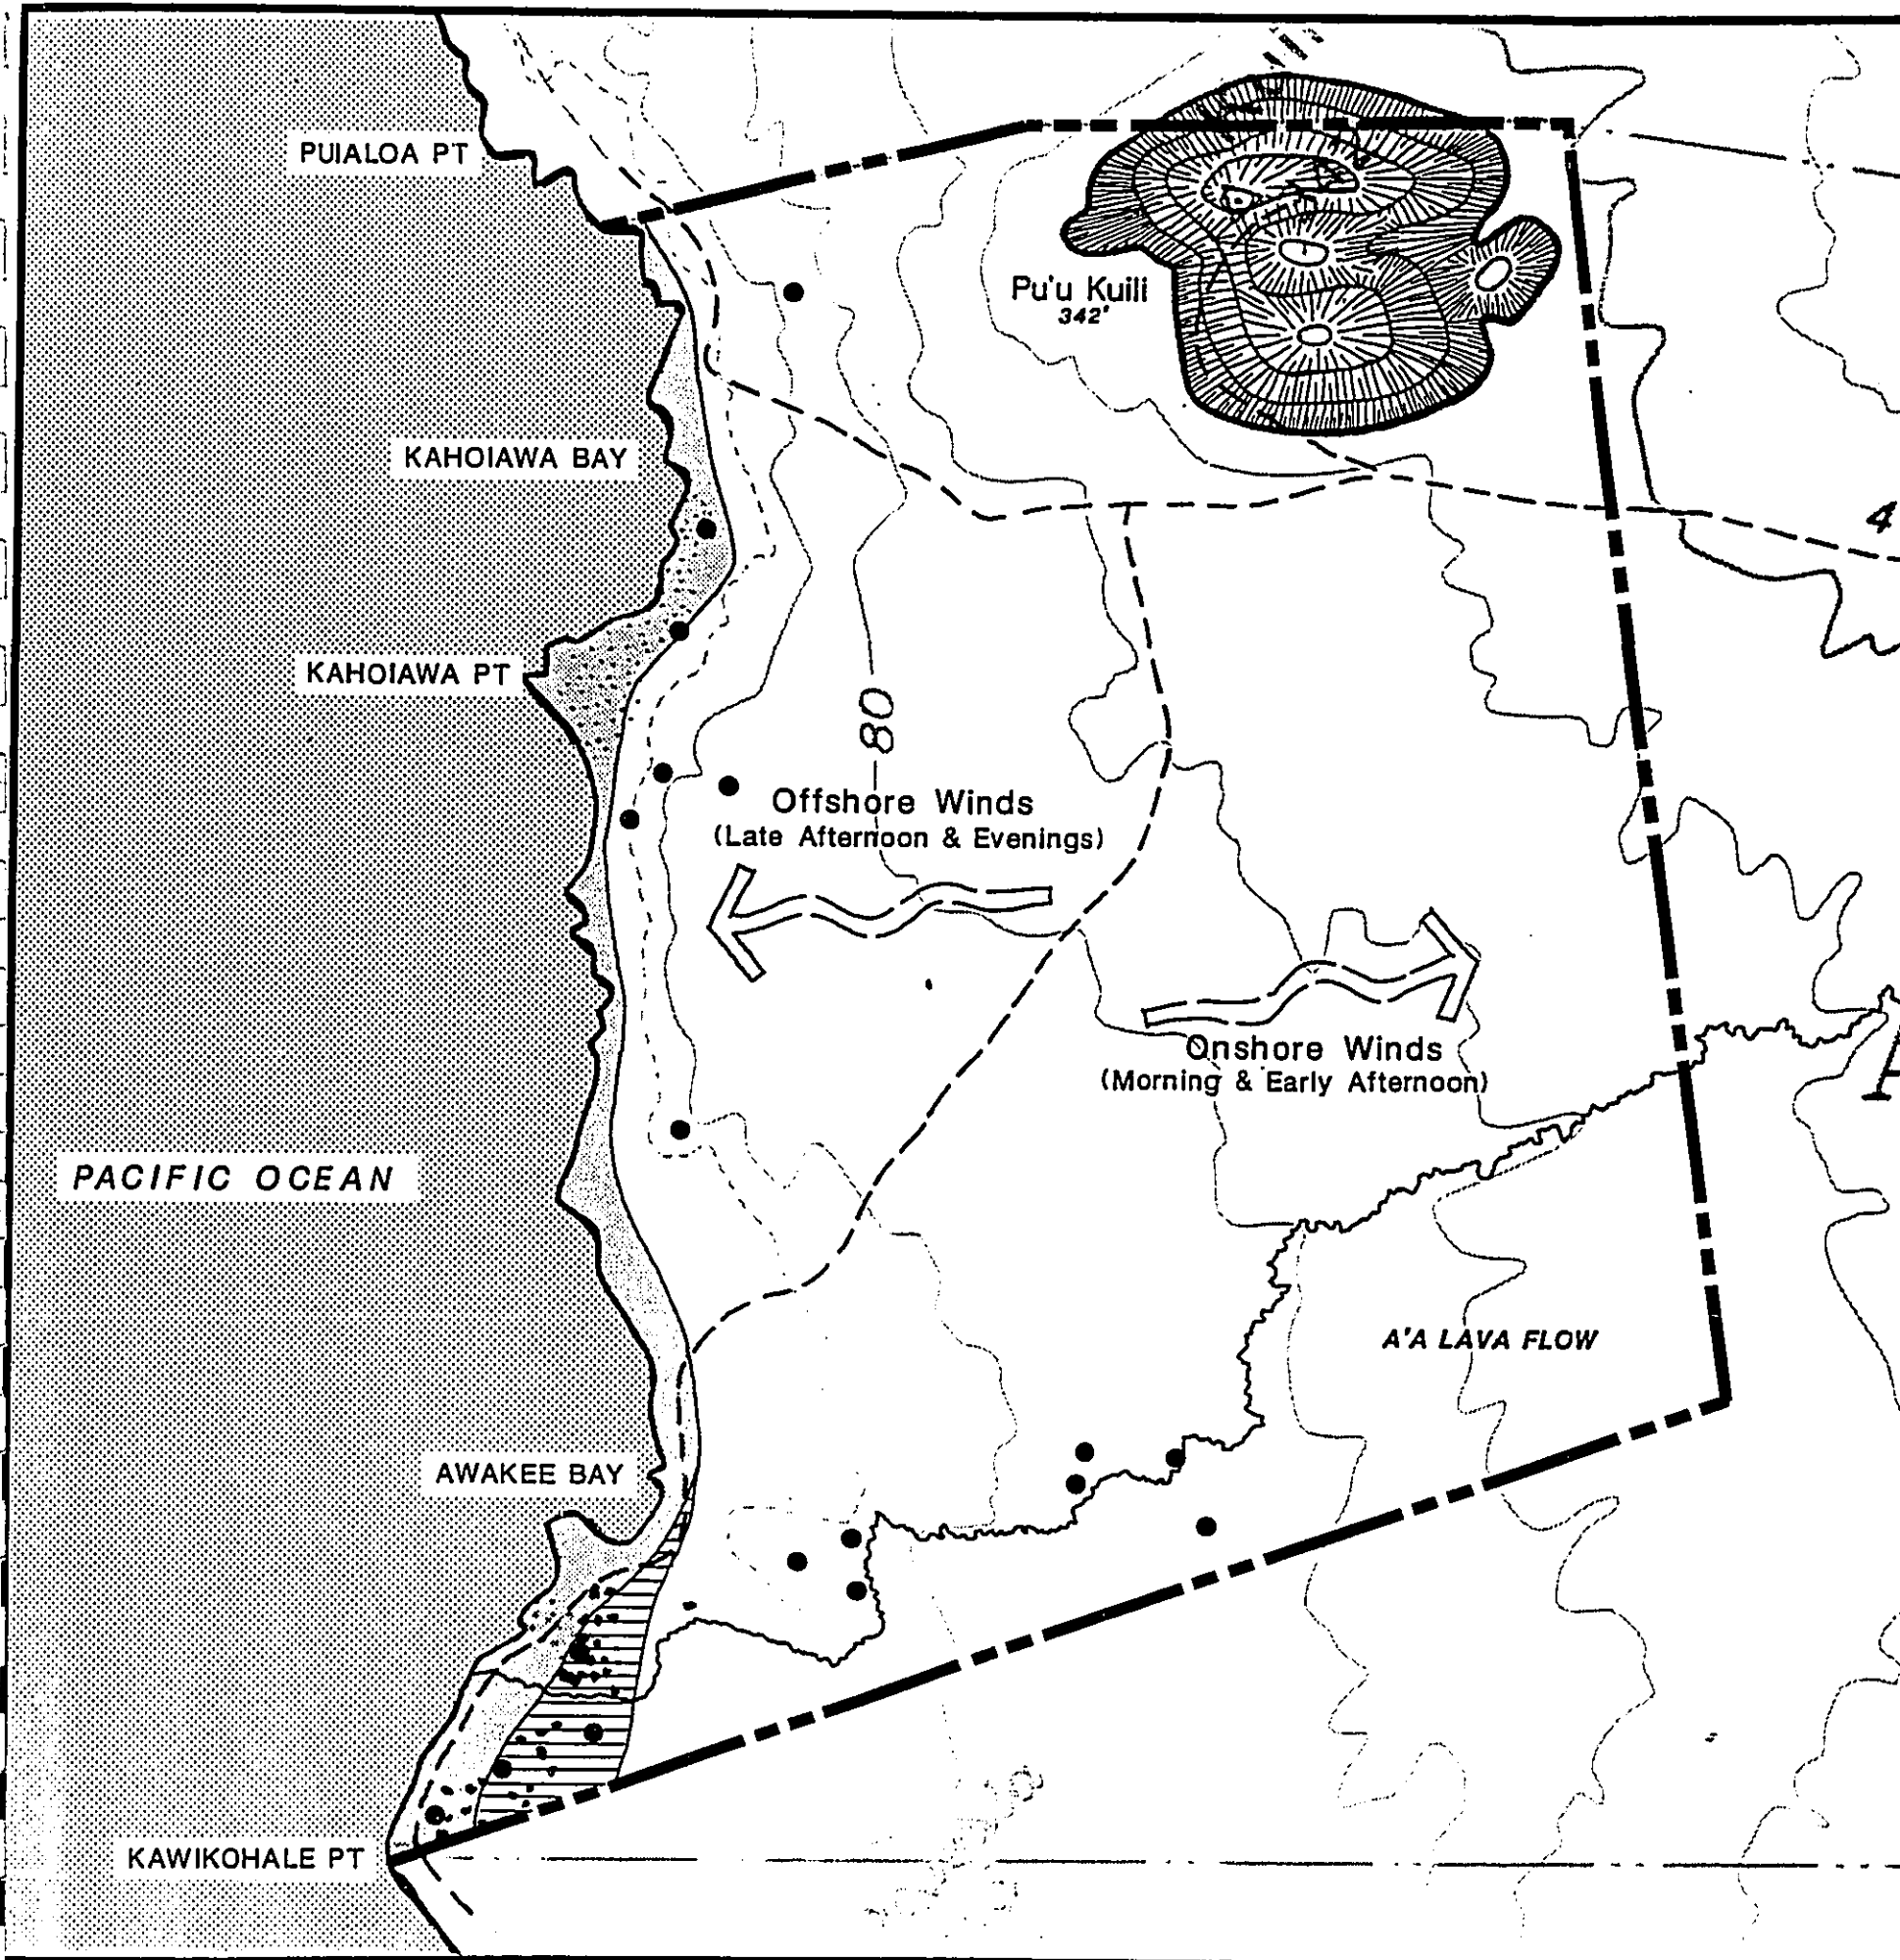 PUIALOA PT
Pu'u Kuili
342'
KAHOIAWA BAY
4
KAHOIAWA PT
80
Offshore Winds
(Late Afternoon & Evenings)
Onshore Winds
(Morning & Early Afternoon)
PACIFIC OCEAN
A'A LAVA FLOW
AWAKEE BAY
KAWIKOHALE PT